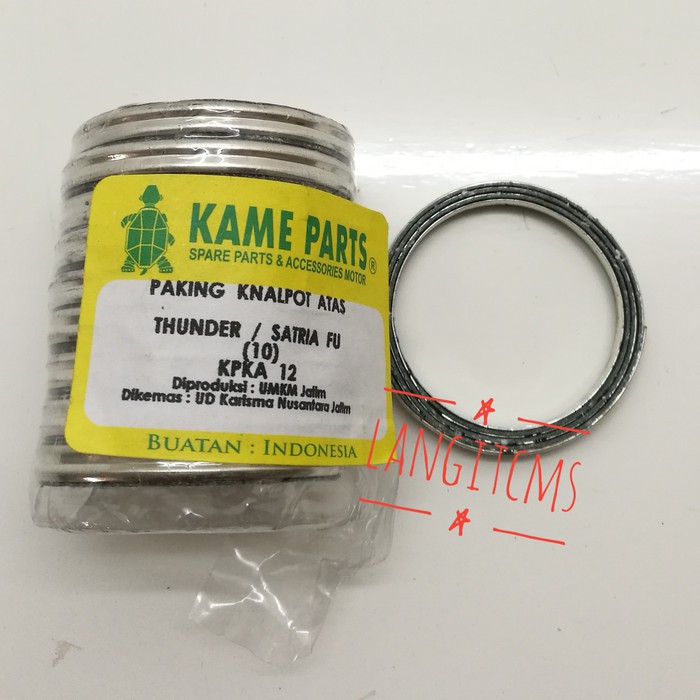 KAME PARTS®
SPARE PARTS & ACCESSORIES MOTOR
PAKING KNALPOT ATAS
THUNDER / SATRIA FU
(10)
KPKA 12
Diproduksi : UMKM Jatim
Dikemas : UD Karisma Nusantara Jatim
BUATAN : INDONESIA
LANGITCMS